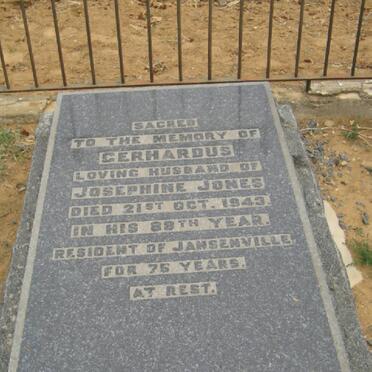 SACRED
TO THE MEMORY OF
GERHARDUS
LOVING HUSBAND OF
JOSEPHINE JONES
DIED 21ST OCT. 1943.
IN HIS 89TH YEAR.
RESIDENT OF JANSENVILLE.
FOR 75 YEARS.
AT REST.